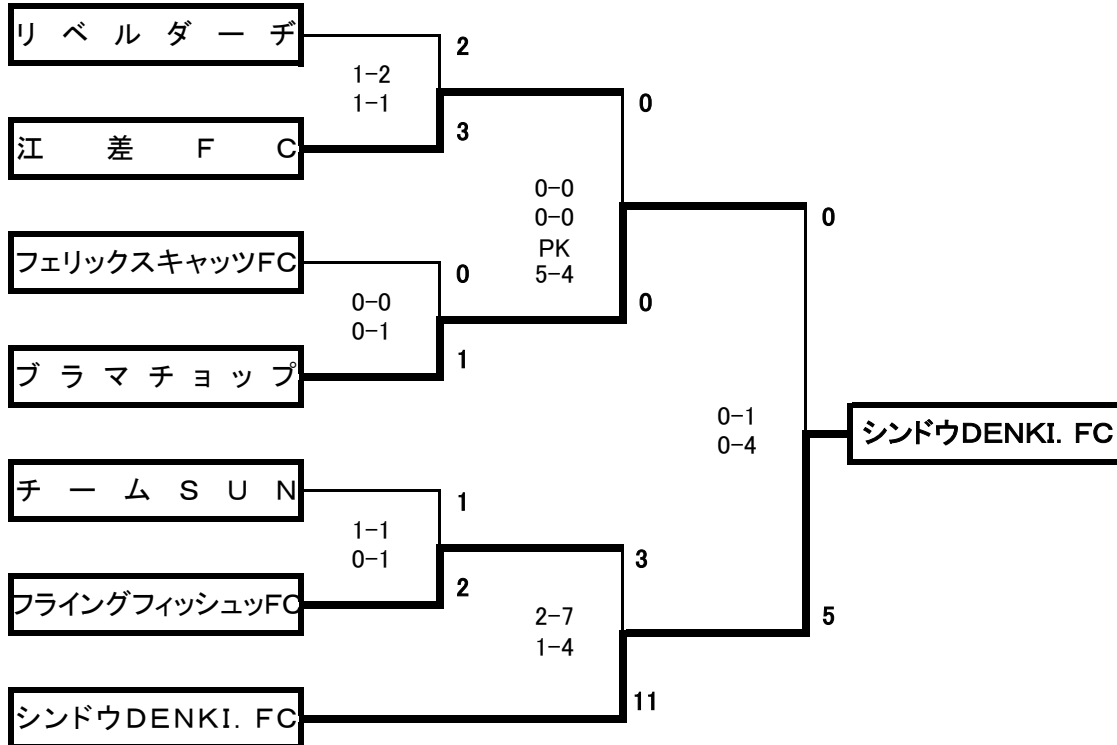 リベルダーヂ
2
1-2
1-1
0
江差FC
3
0-0
0-0
PK
5-4
0
フェリックスキャッツFC
0
0-0
0-1
0
ブラマチョップ
1
0-1
0-4
シンドウDENKI. FC
チームSUN
1
1-1
0-1
3
フライングフィッシュッFC
2
2-7
1-4
5
シンドウDENKI. FC
11